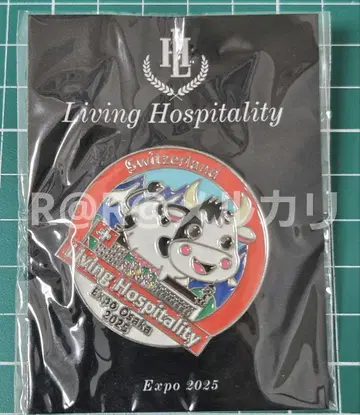 HL
Living Hospitality
Switzerland
R@R@メルカリ
Living Hospitality
Expo Osaka
2025
Expo 2025